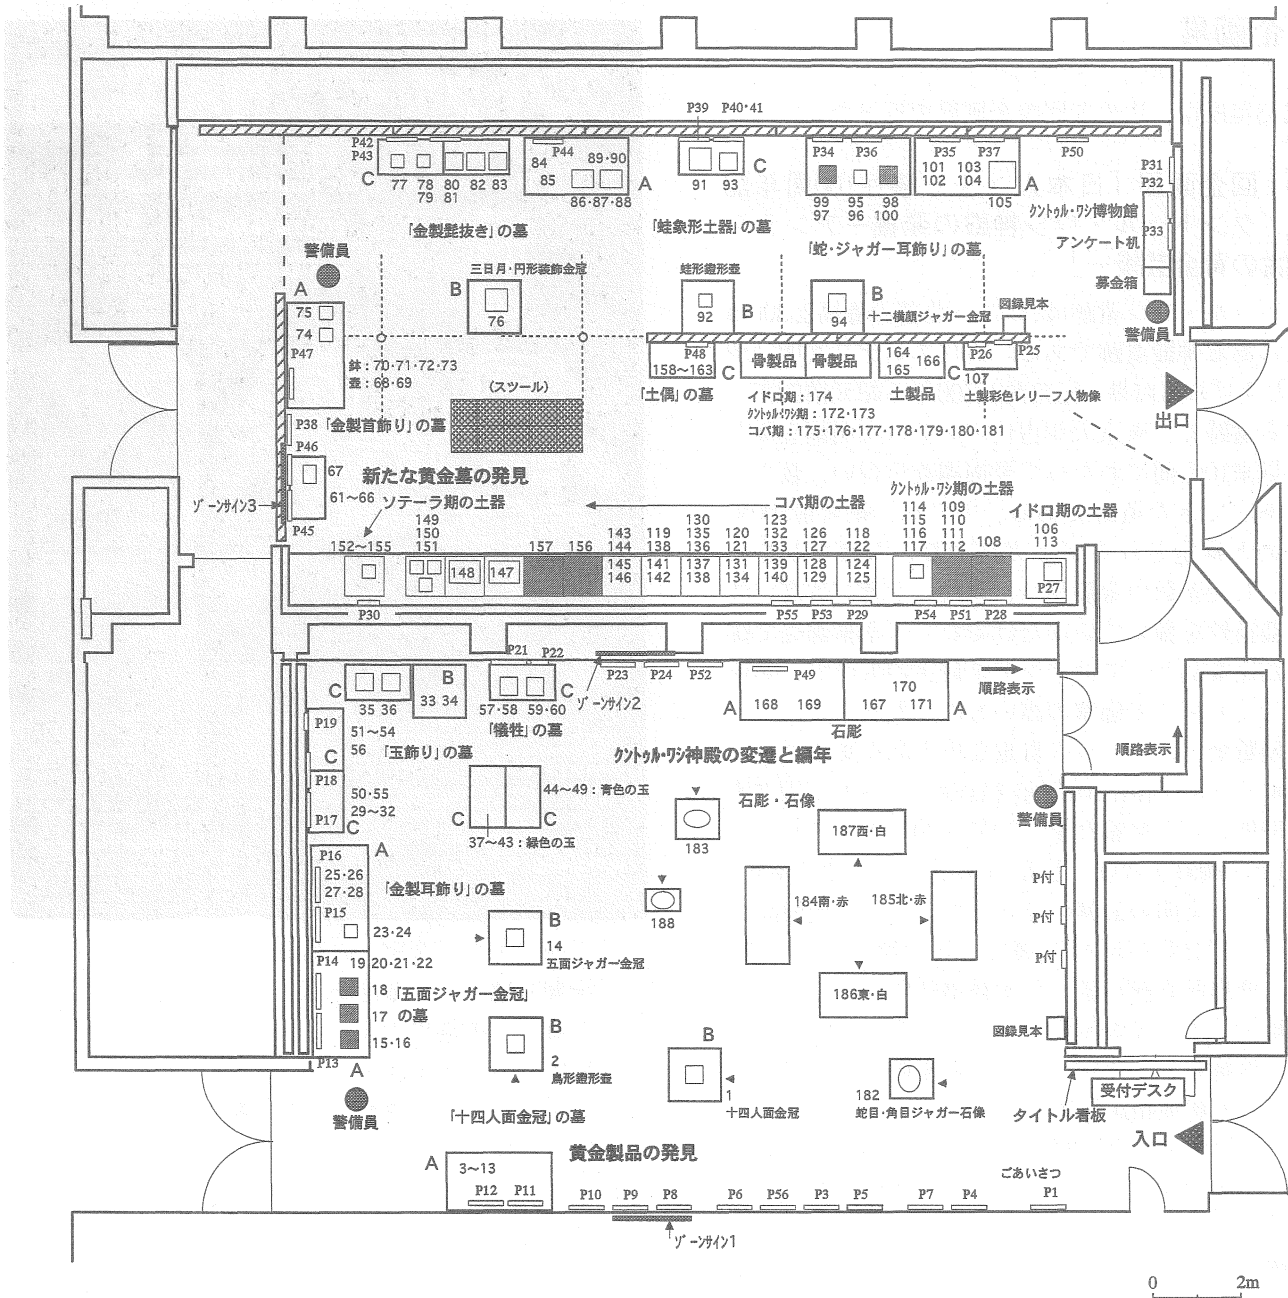 P39 P40・41
P42
P43
C
77 78 80 82 83
79 81
84
P44
89・90
85
86・87・88
A
91 93
C
P34 P36
99 95 98
97 96 100
P35 P37
101 103
102 104
105
A
P50
P31
P32
P33
クントゥル・ワシ博物館
アンケート机
募金箱
「金製髭抜き」の墓
「蛙象形土器」の墓
「蛇・ジャガー耳飾り」の墓
警備員
三日月・円形装飾金冠
B
76
蛙形鐙形壺
92
B
B
94
十二横顔ジャガー金冠
図録見本
警備員
A
75
74
P47
鉢:70・71・72・73
壺:68・69
(スツール)
P48
158~163
C
「土偶」の墓
骨製品 骨製品
164
165
166
C
土製品
P26
P25
107
土製彩色レリーフ人物像
出口
イドロ期:174
クントゥル・ワシ期:172・173
コパ期:175・176・177・178・179・180・181
P38
「金製首飾り」の墓
P46
67
61~66
P45
ゾーンサイン3
新たな黄金墓の発見
ソテーラ期の土器
コパ期の土器
クントゥル・ワシ期の土器
イドロ期の土器
152~155
149
150
151
148
147
157
156
143
144
145
146
119
138
141
142
130
135
136
137
138
120
121
131
134
123
132
133
139
140
126
127
128
129
118
122
124
125
114
115
116
117
109
110
111
112
108
106
113
P27
P30
P55 P53 P29 P54 P51 P28
P21 P22
P23 P24 P52
ゾーンサイン2
C
35 36
B
33 34
57・58 59・60
C
「犠牲」の墓
P49
168 169
170
167 171
A
A
石彫
順路表示
順路表示
P19
51~54
56
C
「玉飾り」の墓
クントゥル・ワシ神殿の変遷と編年
P18
50・55
29~32
P17
C
44~49:青色の玉
C C
37~43:緑色の玉
石彫・石像
183
187西・白
警備員
P16
A
25・26
27・28
「金製耳飾り」の墓
P15
23・24
188
184南・赤
185北・赤
P付
P付
P付
B
14
五面ジャガー金冠
P14
19 20・21・22
18
17
15・16
「五面ジャガー金冠」
の墓
P13
A
186東・白
図録見本
B
2
鳥形鐙形壺
B
1
十四人面金冠
182
蛇目・角目ジャガー石像
警備員
「十四人面金冠」の墓
タイトル看板
受付デスク
入口
黄金製品の発見
A
3~13
P12 P11
P10 P9 P8 P6 P56 P3 P5 P7 P4
ごあいさつ
P1
ゾーンサイン1
0 2m